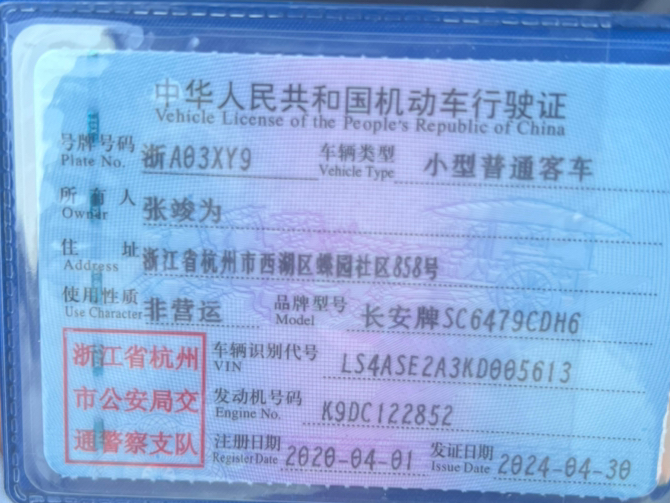 中华人民共和国机动车行驶证
Vehicle License of the People's Republic of China
号牌号码 浙A03XY9 车辆类型 小型普通客车
Plate No. Vehicle Type
所有人 张竣为
Owner
住址 浙江省杭州市西湖区蝶园社区858号
Address
使用性质 非营运 品牌型号 长安牌SC6479CDH6
Use Character Model
浙江省杭州 车辆识别代号 LS4ASE2A3KD005613
VIN
市公安局交 发动机号码 K9DC122852
Engine No.
通警察支队 注册日期 2020-04-01 发证日期 2024-04-30
Register Date Issue Date